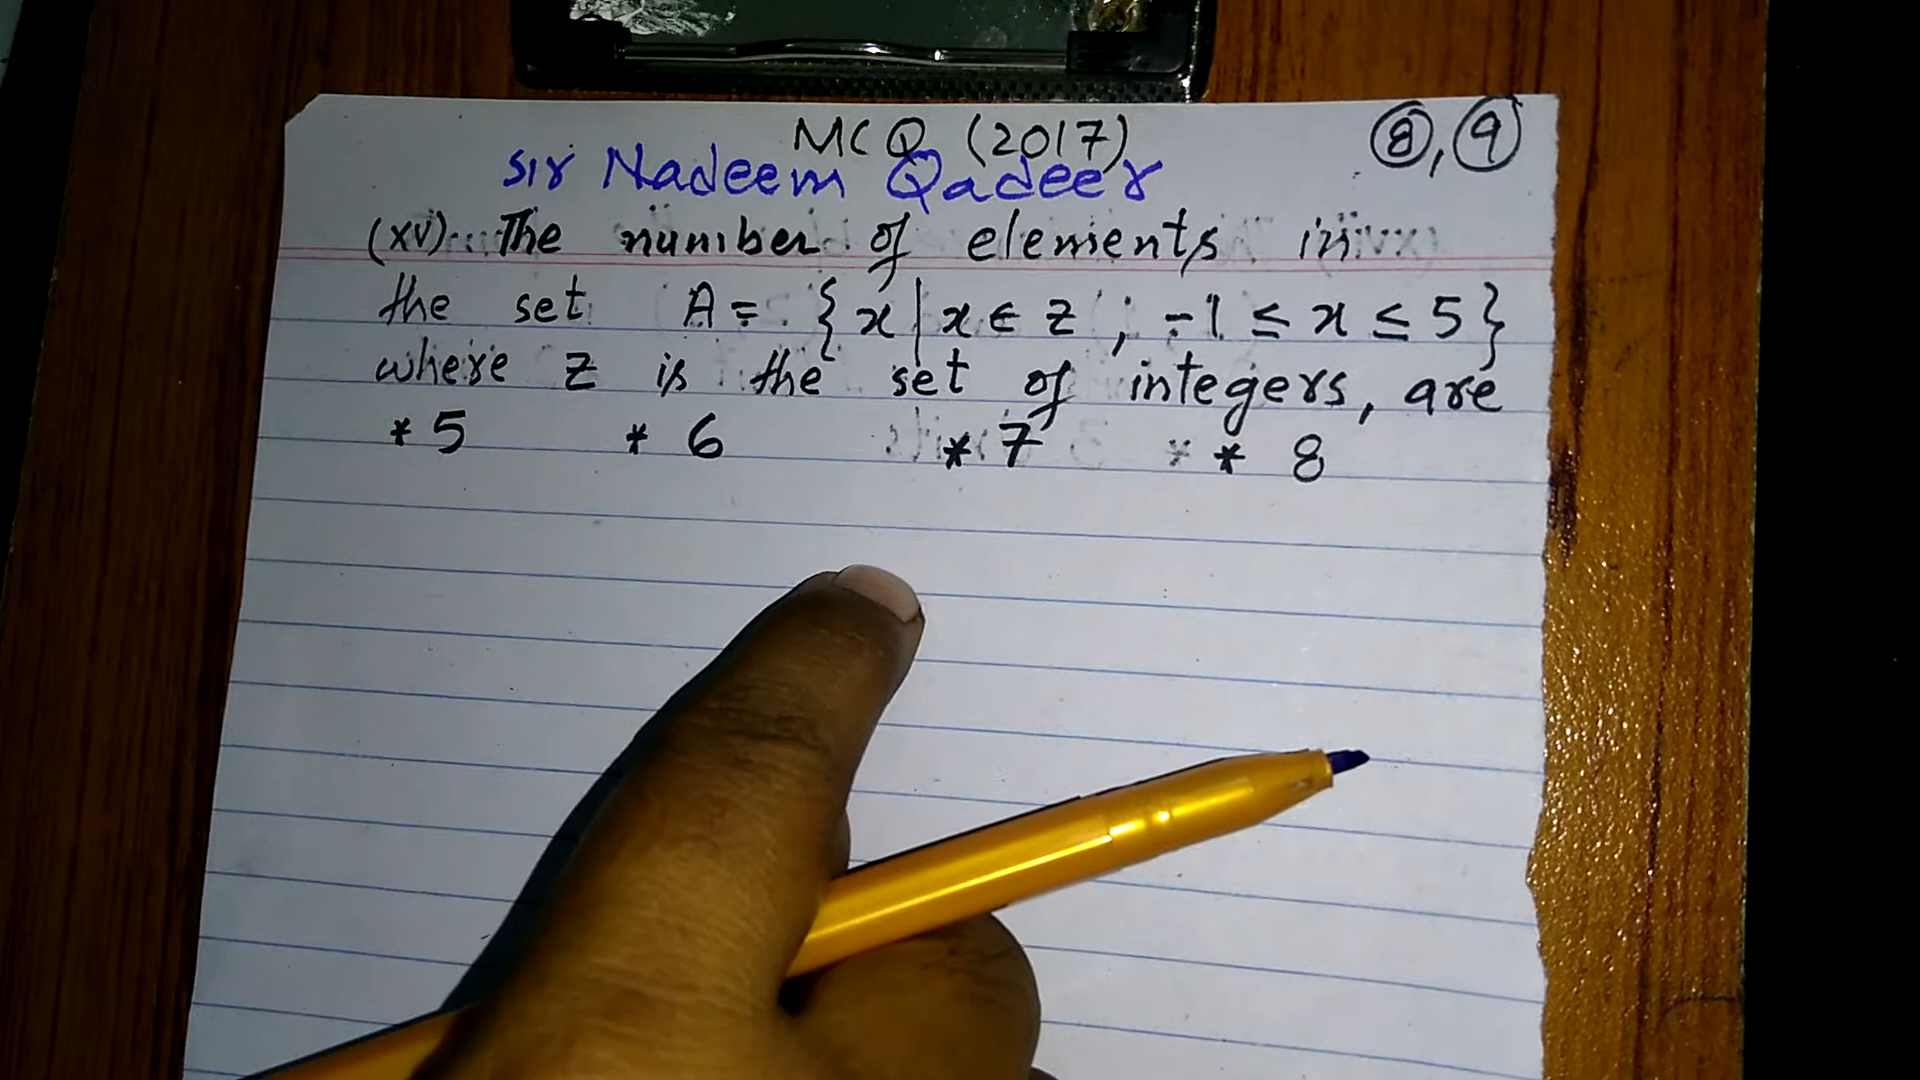 MCQ (2017) 8, 9
Sir Nadeem Qadeer
(xv) The number of elements in
the set A = {x | x ∈ z , -1 ≤ x ≤ 5}
where z is the set of integers, are
* 5 * 6 * 7 * 8